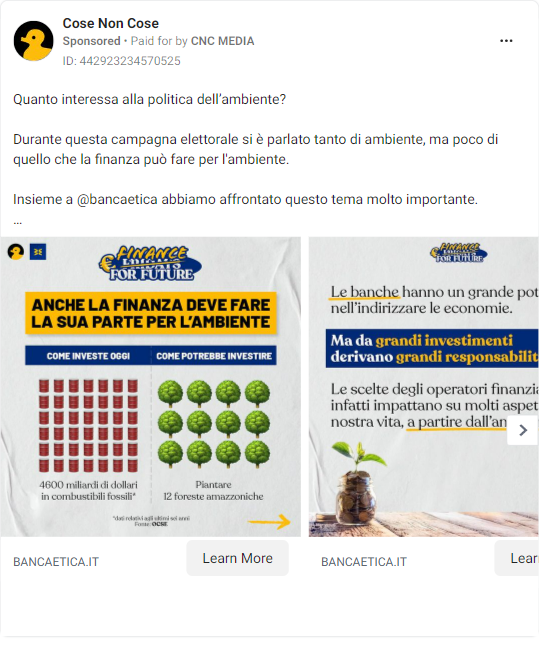 Cose Non Cose
Sponsored • Paid for by CNC MEDIA
ID: 442923234570525
Quanto interessa alla politica dell'ambiente?
Durante questa campagna elettorale si è parlato tanto di ambiente, ma poco di
quello che la finanza può fare per l'ambiente.
Insieme a @bancaetica abbiamo affrontato questo tema molto importante.
...
FINANCE
FOR FUTURE
ANCHE LA FINANZA DEVE FARE
LA SUA PARTE PER L'AMBIENTE
COME INVESTE OGGI
COME POTREBBE INVESTIRE
4600 miliardi di dollari
in combustibili fossili*
Piantare
12 foreste amazzoniche
*dati relativi agli ultimi sei anni
Fonte: OCSE
BANCAETICA.IT
Learn More
FINANCE
FOR FUTURE
Le banche hanno un grande pot
nell'indirizzare le economie.
Ma da grandi investimenti
derivano grandi responsabilit
Le scelte degli operatori finanzia
infatti impattano su molti aspet
nostra vita, a partire dall'am
BANCAETICA.IT
Lear